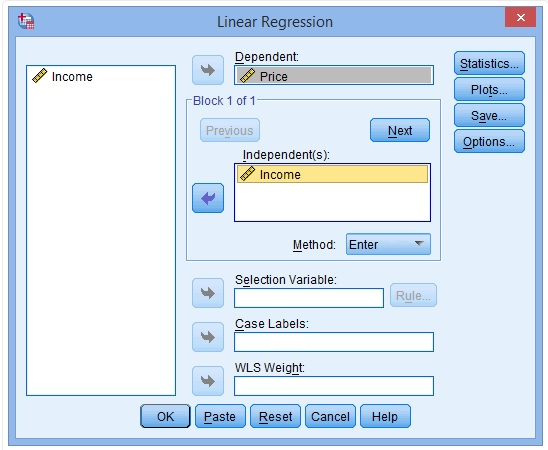 Linear Regression
Income
Dependent:
Price
Block 1 of 1
Previous
Next
Independent(s):
Income
Method:
Enter
Selection Variable:
Rule...
Case Labels:
WLS Weight:
Statistics...
Plots...
Save...
Options...
OK
Paste
Reset
Cancel
Help